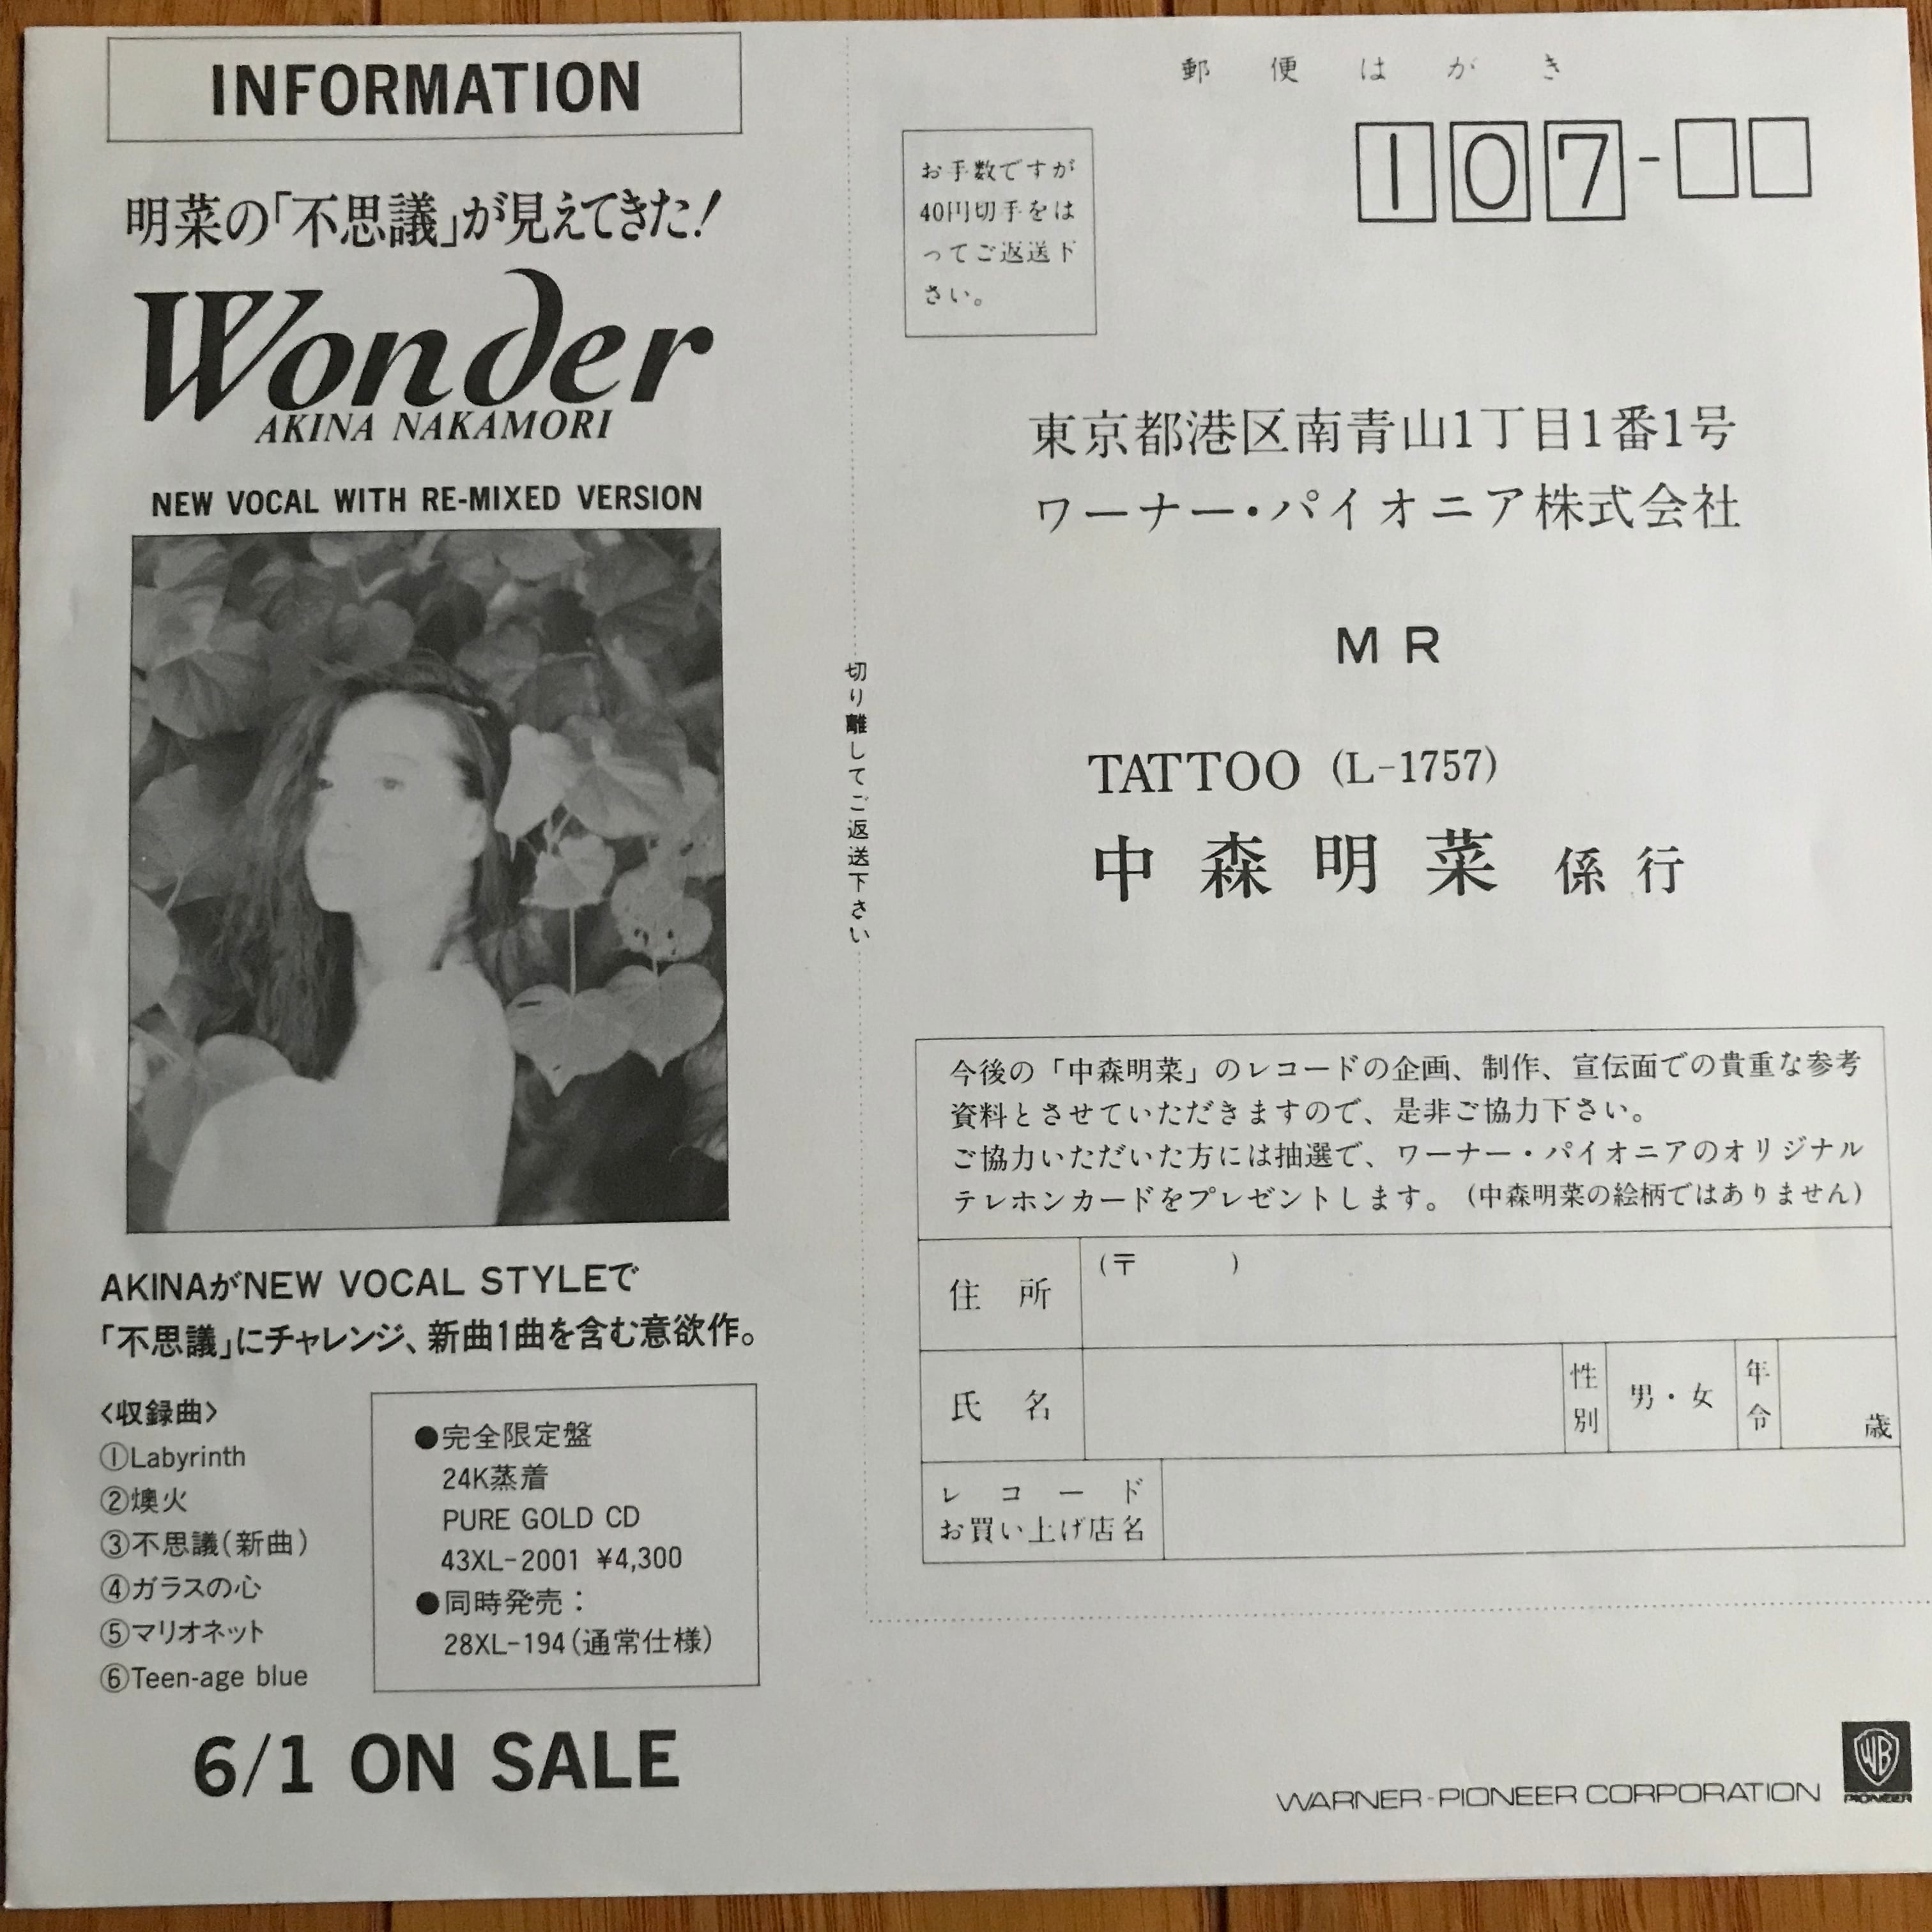 INFORMATION
明菜の「不思議」が見えてきた!
Wonder
AKINA NAKAMORI
NEW VOCAL WITH RE-MIXED VERSION
AKINAがNEW VOCAL STYLEで
「不思議」にチャレンジ、新曲1曲を含む意欲作。
〈収録曲〉
①Labyrinth
②燠火
③不思議(新曲)
④ガラスの心
⑤マリオネット
⑥Teen-age blue
●完全限定盤
24K蒸着
PURE GOLD CD
43XL-2001 ¥4,300
●同時発売:
28XL-194(通常仕様)
6/1 ON SALE
切り離してご返送下さい
郵便はがき
107-
お手数ですが
40円切手をは
ってご返送下
さい。
東京都港区南青山1丁目1番1号
ワーナー・パイオニア株式会社
MR
TATTOO (L-1757)
中森明菜 係行
今後の「中森明菜」のレコードの企画、制作、宣伝面での貴重な参考
資料とさせていただきますので、是非ご協力下さい。
ご協力いただいた方には抽選で、ワーナー・パイオニアのオリジナル
テレホンカードをプレゼントします。(中森明菜の絵柄ではありません)
住所 (〒 )
氏名
性別
男・女
年令
歳
レコード
お買い上げ店名
WARNER-PIONEER CORPORATION
WB
PIONEER